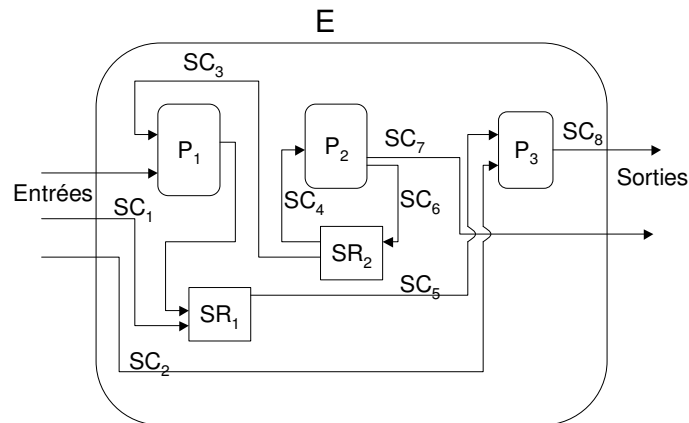 E
SC₃
P₁
P₂
SC₇
P₃
SC₈
Entrées
SC₁
SC₄
SC₆
Sorties
SR₂
SC₅
SR₁
SC₂